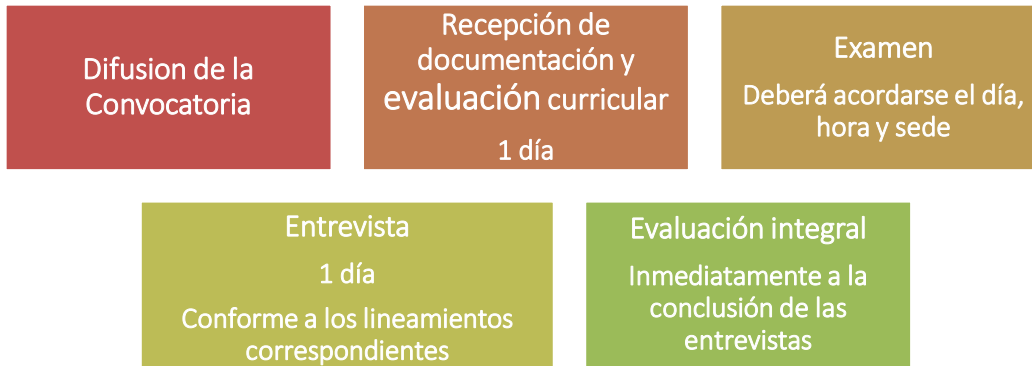 Difusion de la
Convocatoria
Recepción de
documentación y
evaluación curricular
1 día
Examen
Deberá acordarse el día,
hora y sede
Entrevista
1 día
Conforme a los lineamientos
correspondientes
Evaluación integral
Inmediatamente a la
conclusión de las
entrevistas